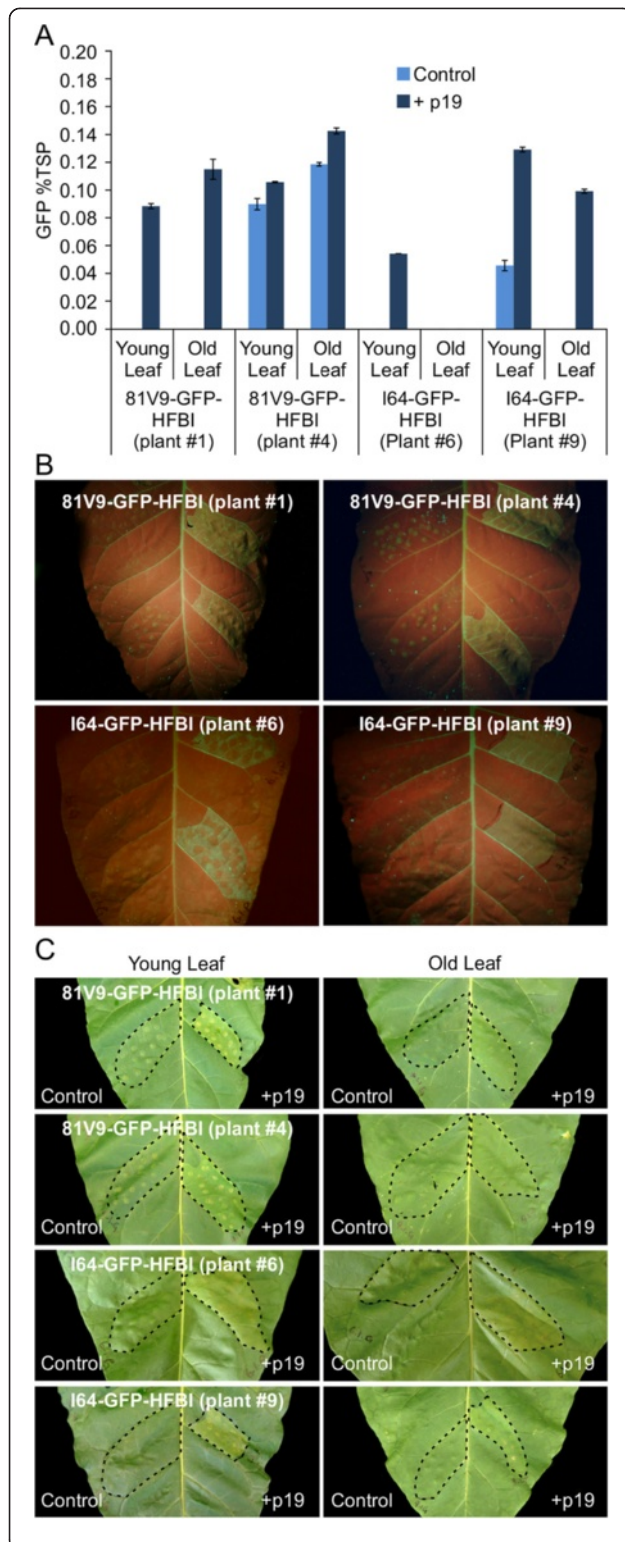 A
0.20
0.18
0.16
0.14
0.12
0.10
0.08
0.06
0.04
0.02
0.00
GFP %TSP
Control
+ p19
Young Leaf
Old Leaf
Young Leaf
Old Leaf
Young Leaf
Old Leaf
Young Leaf
Old Leaf
81V9-GFP-
HFBI
(plant #1)
81V9-GFP-
HFBI
(plant #4)
I64-GFP-
HFBI
(Plant #6)
I64-GFP-
HFBI
(Plant #9)
B
81V9-GFP-HFBI (plant #1)
81V9-GFP-HFBI (plant #4)
I64-GFP-HFBI (plant #6)
I64-GFP-HFBI (plant #9)
C
Young Leaf
Old Leaf
81V9-GFP-HFBI (plant #1)
Control
+p19
Control
+p19
81V9-GFP-HFBI (plant #4)
Control
+p19
Control
+p19
I64-GFP-HFBI (plant #6)
Control
+p19
Control
+p19
I64-GFP-HFBI (plant #9)
Control
+p19
Control
+p19